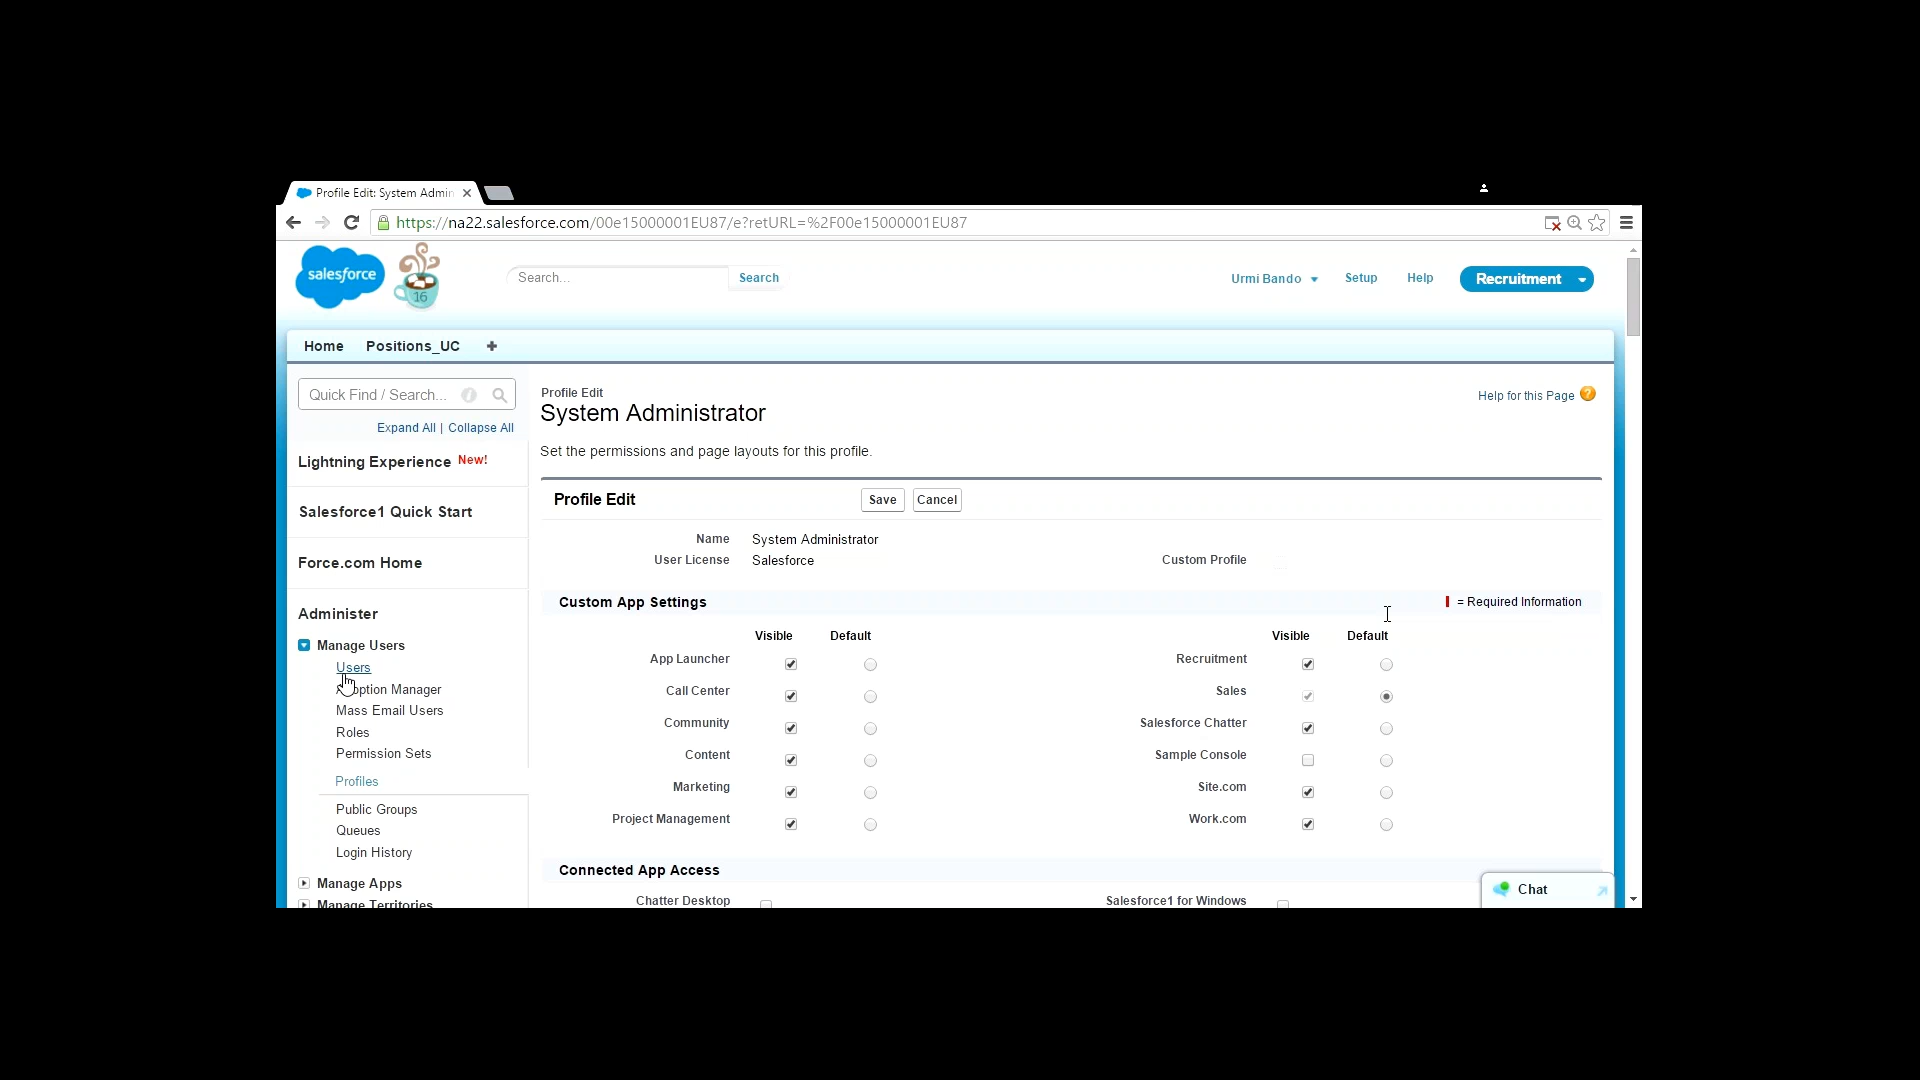 Profile Edit: System Admin
https://na22.salesforce.com/00e15000001EU87/e?retURL=%2F00e15000001EU87
salesforce
16
Search...
Search
Urmi Bando
Setup
Help
Recruitment
Home
Positions_UC
Quick Find / Search...
Expand All | Collapse All
Lightning Experience New!
Salesforce1 Quick Start
Force.com Home
Administer
Manage Users
Users
Mass Email Users
Roles
Permission Sets
Profiles
Public Groups
Queues
Login History
Manage Apps
Manage Territories
Profile Edit
System Administrator
Help for this Page
Set the permissions and page layouts for this profile.
Profile Edit
Save
Cancel
Name System Administrator
User License Salesforce
Custom Profile
Custom App Settings
= Required Information
Visible Default
Visible Default
App Launcher
Recruitment
Call Center
Sales
Community
Salesforce Chatter
Content
Sample Console
Marketing
Site.com
Project Management
Work.com
Connected App Access
Chatter Desktop
Salesforce1 for Windows
Chat